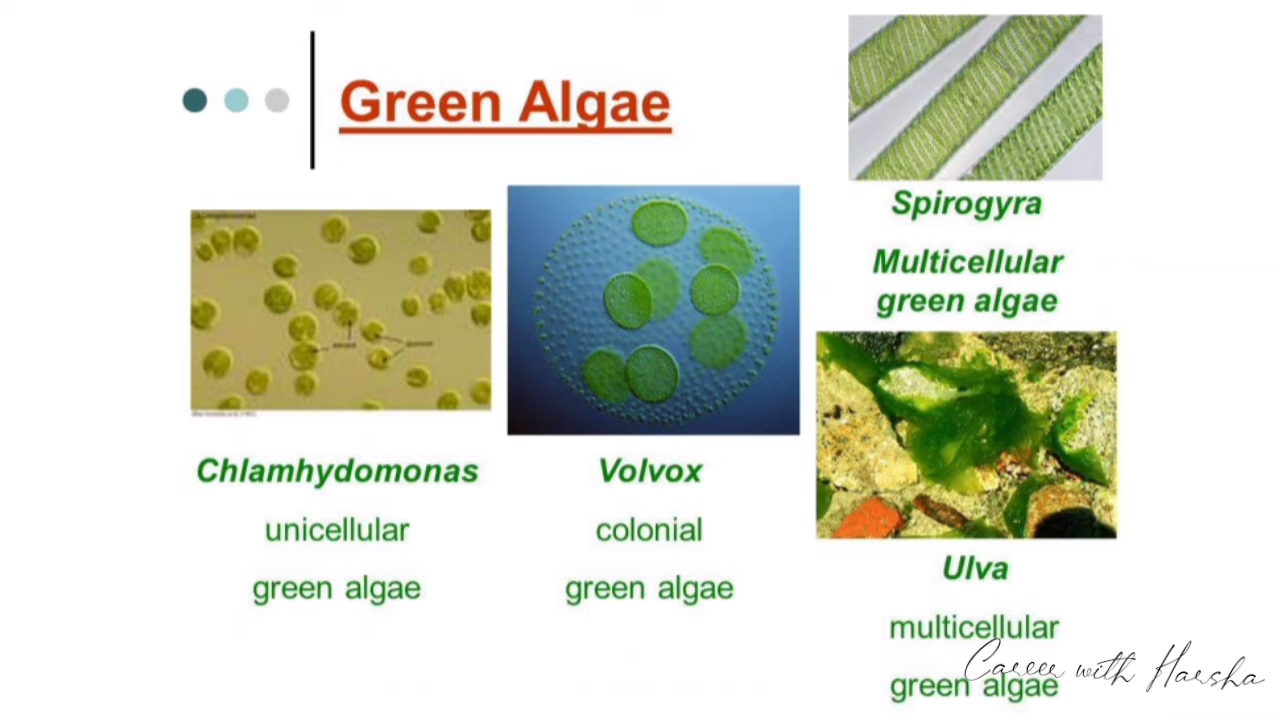 Green Algae
Spirogyra
Multicellular
green algae
Chlamhydomonas
unicellular
green algae
Volvox
colonial
green algae
Ulva
multicellular
green algae
Career with Harsha